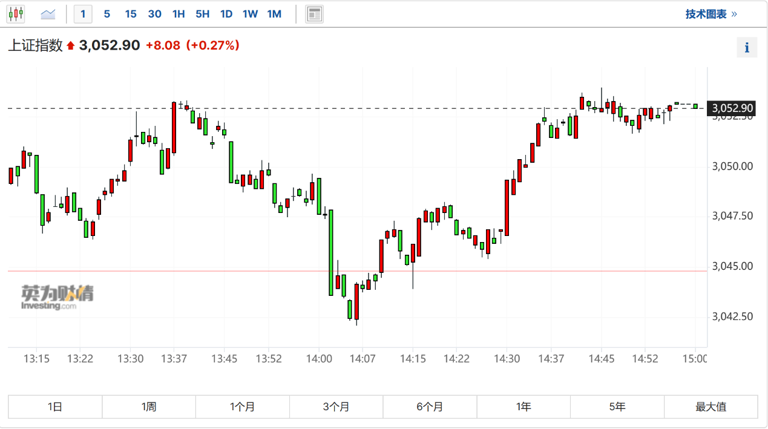 1 5 15 30 1H 5H 1D 1W 1M 技术图表 »
上证指数 3,052.90 +8.08 (+0.27%)
i
3,052.90
3,052.50
3,050.00
3,047.50
3,045.00
3,042.50
英为财情
Investing.com
13:15 13:22 13:30 13:37 13:45 13:52 14:00 14:07 14:15 14:22 14:30 14:37 14:45 14:52 15:00
1日 1周 1个月 3个月 6个月 1年 5年 最大值